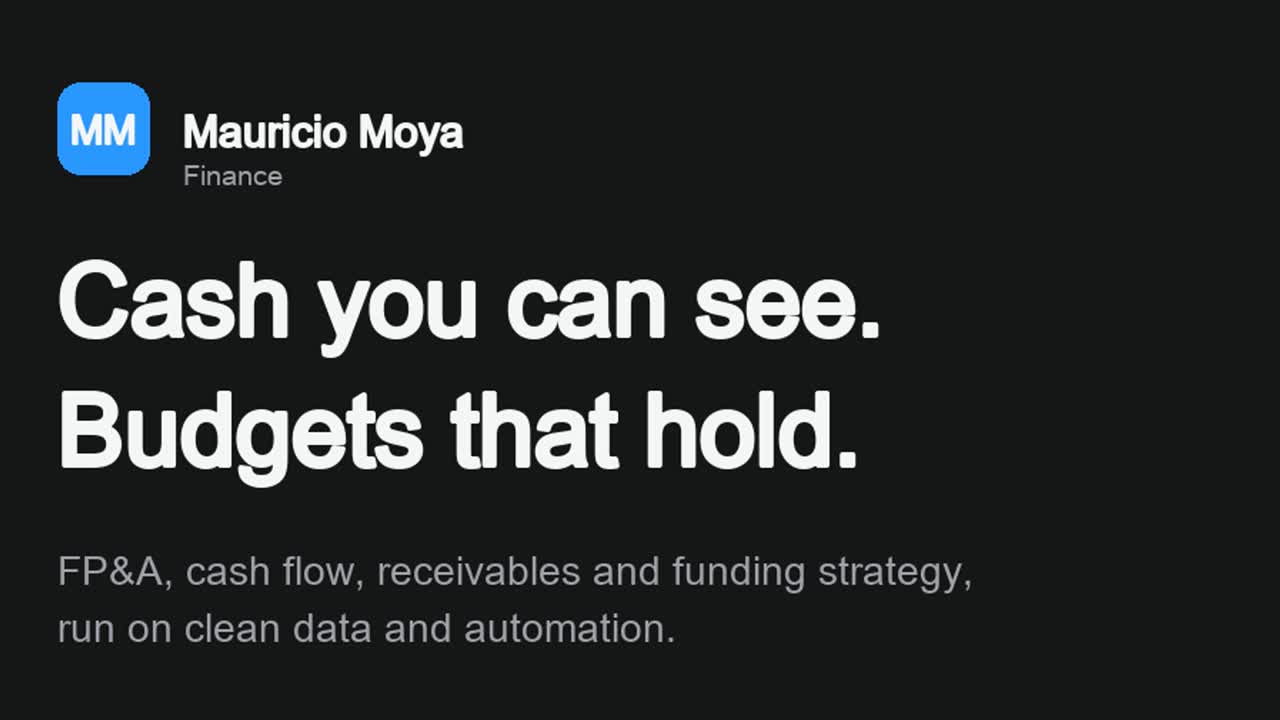 MM
Mauricio Moya
Finance
Cash you can see.
Budgets that hold.
FP&A, cash flow, receivables and funding strategy,
run on clean data and automation.